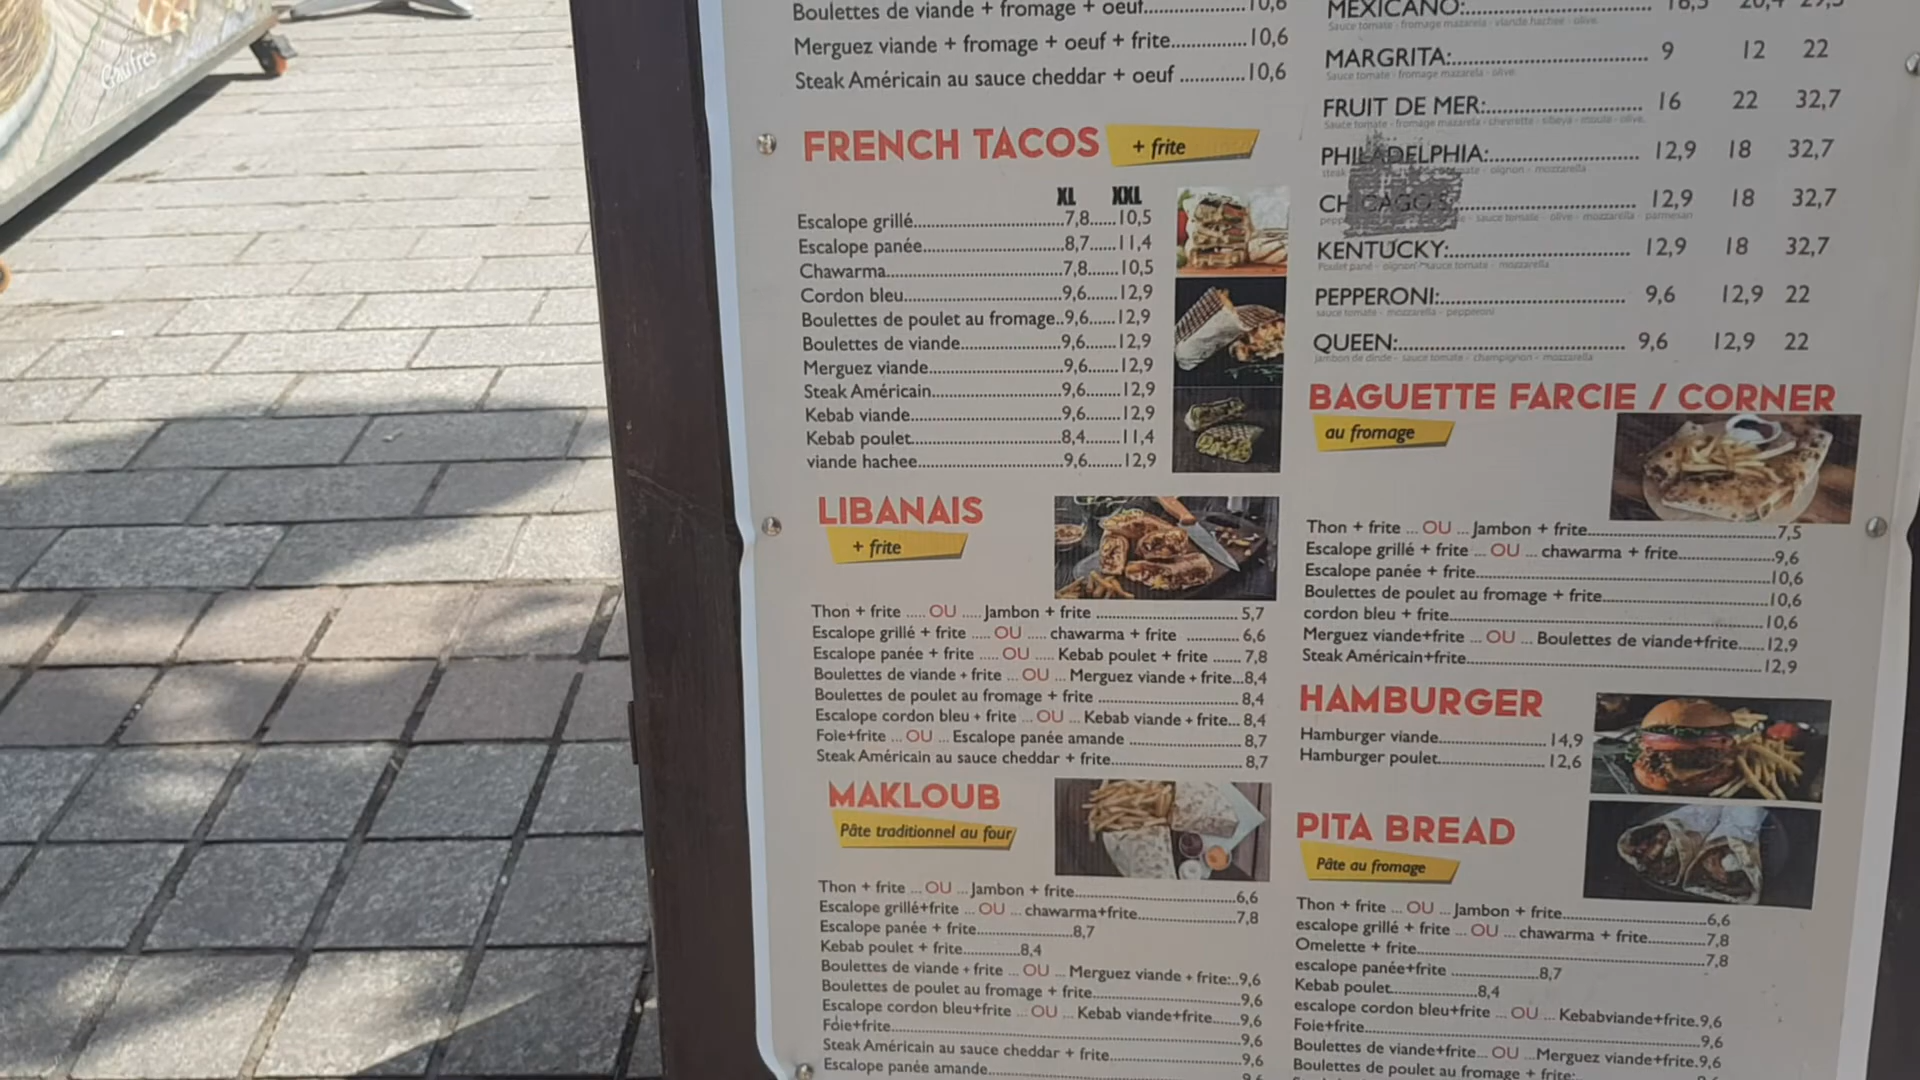 Gaufres
Boulettes de viande + fromage + oeuf..............10,6
Merguez viande + fromage + oeuf + frite..............10,6
Steak Américain au sauce cheddar + oeuf ............10,6
FRENCH TACOS + frite
XL XXL
Escalope grillé..............7,8......10,5
Escalope panée..............8,7......11,4
Chawarma..............7,8.......10,5
Cordon bleu..............9,6.......12,9
Boulettes de poulet au fromage..9,6......12,9
Boulettes de viande..............9,6.......12,9
Merguez viande..............9,6.......12,9
Steak Américain..............9,6.......12,9
Kebab viande..............9,6.......12,9
Kebab poulet..............8,4.......11,4
viande hachee..............9,6.......12,9
LIBANAIS
+ frite
Thon + frite ..... OU ..... Jambon + frite .............. 5,7
Escalope grillé + frite ..... OU ..... chawarma + frite ............ 6,6
Escalope panée + frite ..... OU ..... Kebab poulet + frite ....... 7,8
Boulettes de viande + frite ... OU ... Merguez viande + frite...8,4
Boulettes de poulet au fromage + frite .............. 8,4
Escalope cordon bleu + frite ... OU ... Kebab viande + frite... 8,4
Foie+frite ... OU ... Escalope panée amande .............. 8,7
Steak Américain au sauce cheddar + frite.............. 8,7
MAKLOUB
Pâte traditionnel au four
Thon + frite ... OU ... Jambon + frite..............6,6
Escalope grillé+frite ... OU ... chawarma+frite..............7,8
Escalope panée + frite..............8,7
Kebab poulet + frite............8,4
Boulettes de viande + frite ... OU ... Merguez viande + frite:..9,6
Boulettes de poulet au fromage + frite..............9,6
Escalope cordon bleu+frite ... OU ... Kebab viande+frite.......9,6
Foie+frite..............9,6
Steak Américain au sauce cheddar + frite..............9,6
Escalope panée amande..............
MEXICANO:..............
Sauce tomate - fromage mazarela - viande hachee - olive.
MARGRITA:.............. 9 12 22
Sauce tomate - fromage mazarela - olive.
FRUIT DE MER:.............. 16 22 32,7
Sauce tomate - fromage mazarela - chevrette - sibeya - moule - olive.
PHILADELPHIA:.............. 12,9 18 32,7
steak - oignon - mozzarella
CHICAGO'S.............. 12,9 18 32,7
- sauce tomate - olive - mozzarella - parmesan
KENTUCKY:.............. 12,9 18 32,7
Poulet pané - oignon - sauce tomate - mozzarella
PEPPERONI:.............. 9,6 12,9 22
sauce tomate - mozzarella - pepperoni
QUEEN:.............. 9,6 12,9 22
jambon de dinde - sauce tomate - champignon - mozzarella
BAGUETTE FARCIE / CORNER
au fromage
Thon + frite ... OU ... Jambon + frite..............7,5
Escalope grillé + frite ... OU ... chawarma + frite..............9,6
Escalope panée + frite..............10,6
Boulettes de poulet au fromage + frite..............10,6
cordon bleu + frite..............10,6
Merguez viande+frite ... OU ... Boulettes de viande+frite......12,9
Steak Américain+frite..............12,9
HAMBURGER
Hamburger viande..............14,9
Hamburger poulet..............12,6
PITA BREAD
Pâte au fromage
Thon + frite ... OU ... Jambon + frite..............6,6
escalope grillé + frite ... OU ... chawarma + frite............7,8
Omelette + frite..............7,8
escalope panée+frite ..............8,7
Kebab poulet..............8,4
escalope cordon bleu+frite ... OU ... Kebabviande+frite.9,6
Foie+frite..............9,6
Boulettes de viande+frite... OU ...Merguez viande+frite.9,6
Boulettes de poulet au fromage + frite: